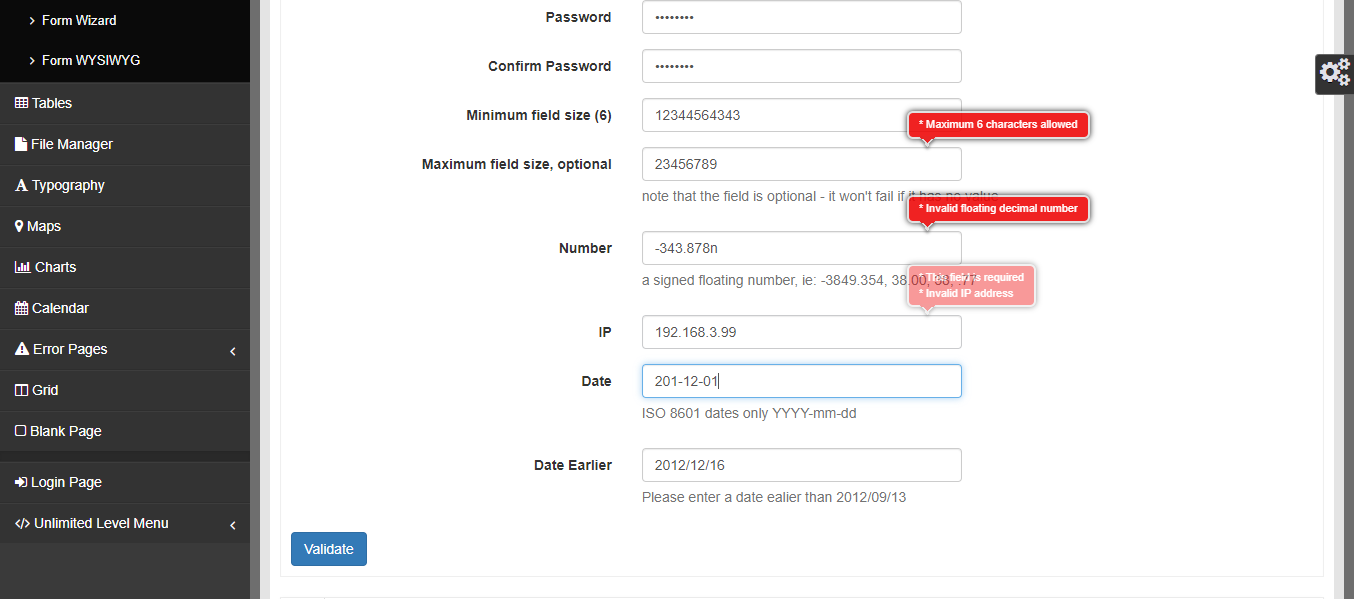 Form Wizard
Form WYSIWYG
Tables
File Manager
Typography
Maps
Charts
Calendar
Error Pages
Grid
Blank Page
Login Page
Unlimited Level Menu
Password ••••••••
Confirm Password ••••••••
Minimum field size (6) 12344564343
* Maximum 6 characters allowed
Maximum field size, optional 23456789
note that the field is optional - it won't fail if it has no value
* Invalid floating decimal number
Number -343.878n
a signed floating number, ie: -3849.354, 38.00, 38, .77
* This field is required
* Invalid IP address
IP 192.168.3.99
Date 201-12-01
ISO 8601 dates only YYYY-mm-dd
Date Earlier 2012/12/16
Please enter a date ealier than 2012/09/13
Validate